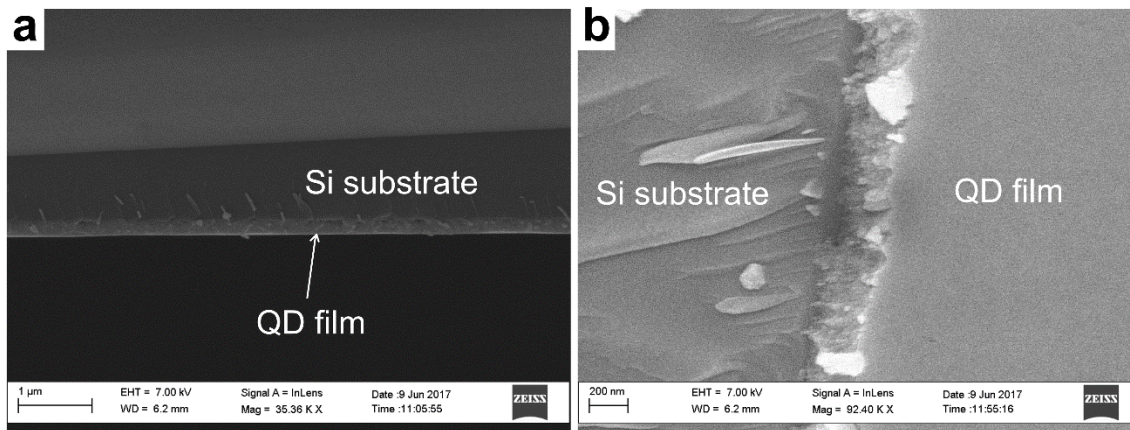 a
Si substrate
QD film
1 µm
EHT = 7.00 kV
WD = 6.2 mm
Signal A = InLens
Mag = 35.36 K X
Date :9 Jun 2017
Time :11:05:55
ZEISS
b
Si substrate
QD film
200 nm
EHT = 7.00 kV
WD = 6.2 mm
Signal A = InLens
Mag = 92.40 K X
Date :9 Jun 2017
Time :11:55:16
ZEISS